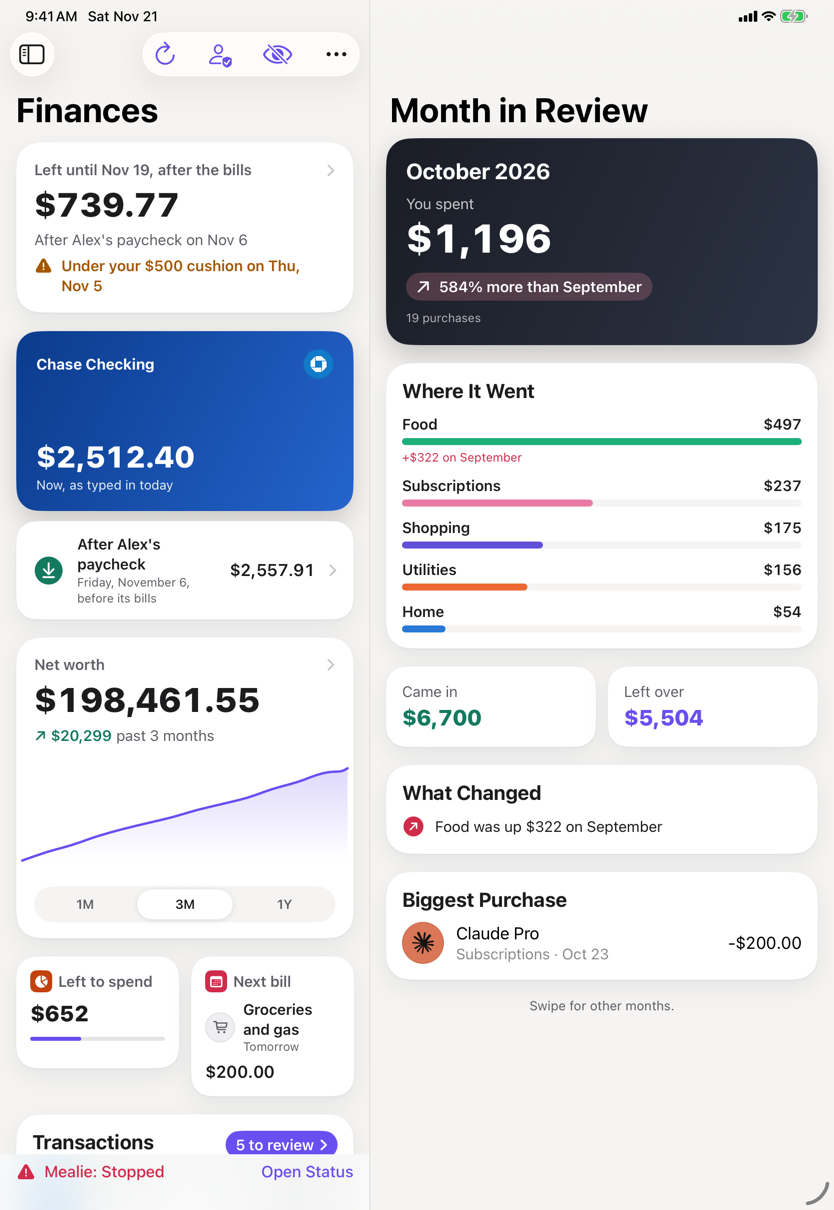 9:41 AM Sat Nov 21
Finances
Left until Nov 19, after the bills
$739.77
After Alex's paycheck on Nov 6
Under your $500 cushion on Thu,
Nov 5
Chase Checking
$2,512.40
Now, as typed in today
After Alex's
paycheck
Friday, November 6,
before its bills
$2,557.91
Net worth
$198,461.55
$20,299 past 3 months
1M 3M 1Y
Left to spend
$652
Next bill
Groceries
and gas
Tomorrow
$200.00
Transactions
5 to review
Mealie: Stopped
Open Status
Month in Review
October 2026
You spent
$1,196
584% more than September
19 purchases
Where It Went
Food $497
+$322 on September
Subscriptions $237
Shopping $175
Utilities $156
Home $54
Came in
$6,700
Left over
$5,504
What Changed
Food was up $322 on September
Biggest Purchase
Claude Pro
Subscriptions · Oct 23
-$200.00
Swipe for other months.